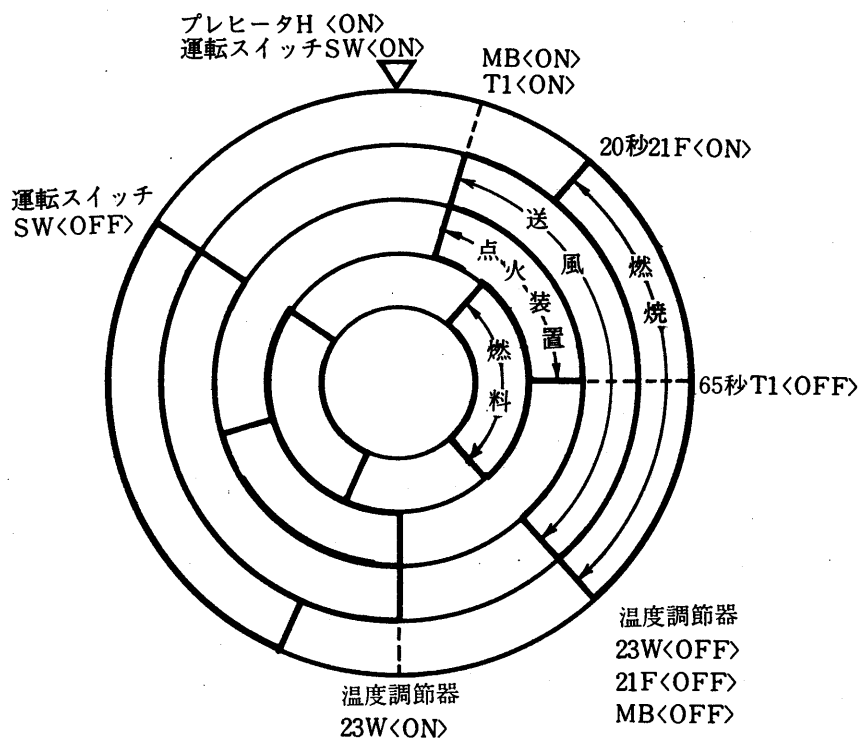 プレヒータH〈ON〉
運転スイッチSW〈ON〉
MB〈ON〉
T1〈ON〉
20秒21F〈ON〉
運転スイッチ
SW〈OFF〉
送風
点火装置
燃焼
燃料
65秒T1〈OFF〉
温度調節器
23W〈OFF〉
21F〈OFF〉
MB〈OFF〉
温度調節器
23W〈ON〉